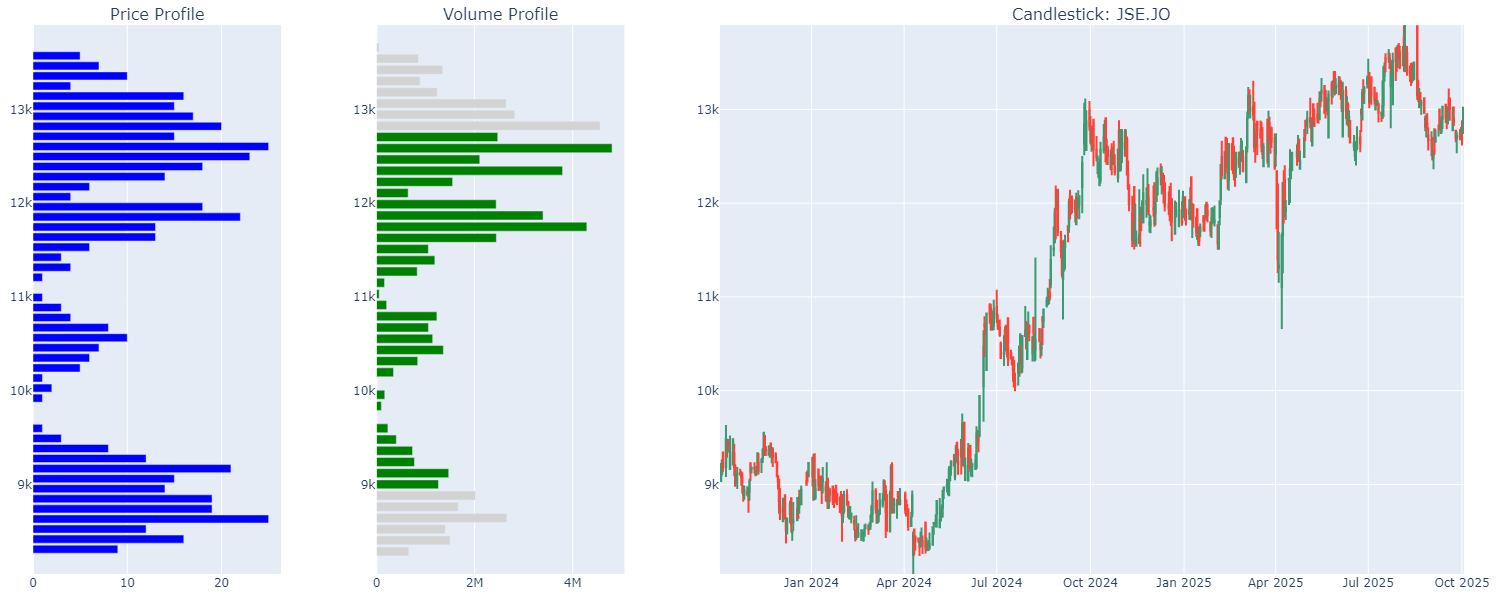 Price Profile
Volume Profile
Candlestick: JSE.JO
13k
12k
11k
10k
9k
0
10
20
13k
12k
11k
10k
9k
0
2M
4M
13k
12k
11k
10k
9k
Jan 2024
Apr 2024
Jul 2024
Oct 2024
Jan 2025
Apr 2025
Jul 2025
Oct 2025